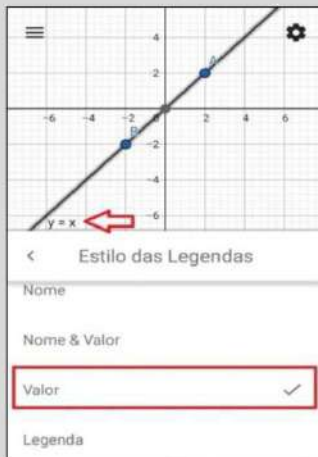 4
A
2
-6 -4 -2 0 2 4 6
B
-2
-4
-6
y = x
Estilo das Legendas
Nome
Nome & Valor
Valor
Legenda